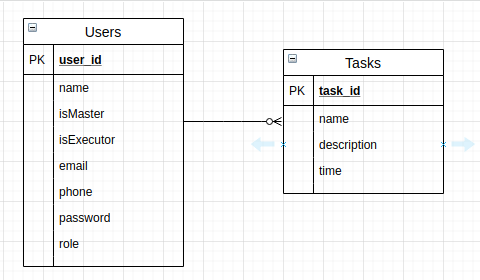 Users
PK user_id
name
isMaster
isExecutor
email
phone
password
role
Tasks
PK task_id
name
description
time